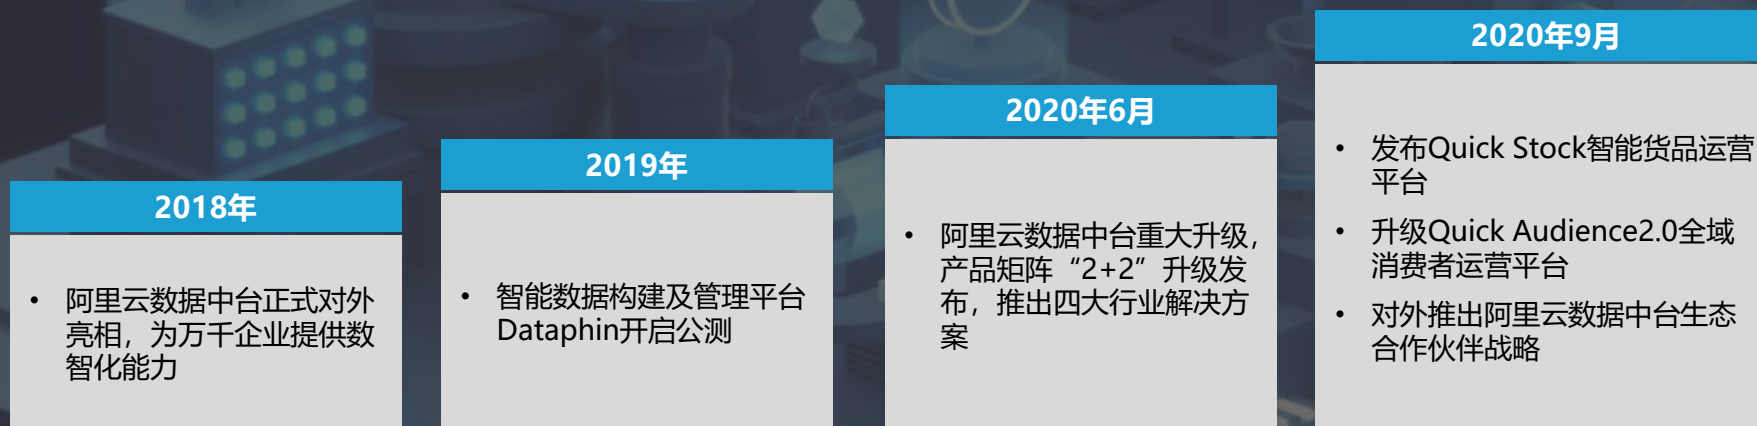 2018年
• 阿里云数据中台正式对外
亮相，为万千企业提供数
智化能力
2019年
• 智能数据构建及管理平台
Dataphin开启公测
2020年6月
• 阿里云数据中台重大升级，
产品矩阵“2+2”升级发
布，推出四大行业解决方
案
2020年9月
• 发布Quick Stock智能货品运营
平台
• 升级Quick Audience2.0全域
消费者运营平台
• 对外推出阿里云数据中台生态
合作伙伴战略